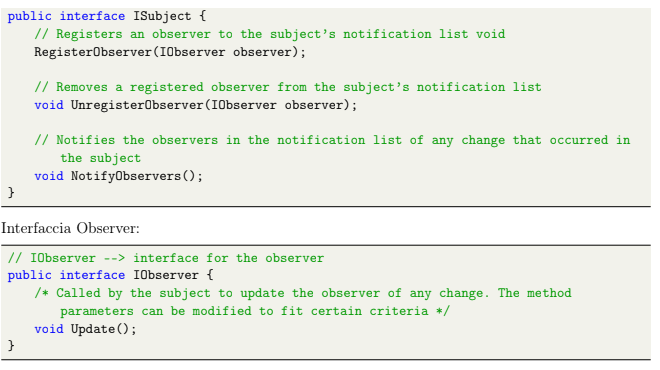 public interface ISubject {
// Registers an observer to the subject's notification list void
RegisterObserver(IObserver observer);
// Removes a registered observer from the subject's notification list
void UnregisterObserver(IObserver observer);
// Notifies the observers in the notification list of any change that occurred in
the subject
void NotifyObservers();
}
Interfaccia Observer:
// IObserver --> interface for the observer
public interface IObserver {
/* Called by the subject to update the observer of any change. The method
parameters can be modified to fit certain criteria */
void Update();
}